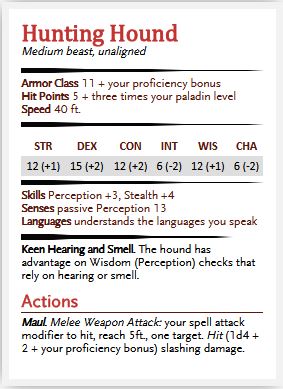 Hunting Hound
Medium beast, unaligned
Armor Class 11 + your proficiency bonus
Hit Points 5 + three times your paladin level
Speed 40 ft.
STR DEX CON INT WIS CHA
12 (+1) 15 (+2) 12 (+2) 6 (-2) 12 (+1) 6 (-2)
Skills Perception +3, Stealth +4
Senses passive Perception 13
Languages understands the languages you speak
Keen Hearing and Smell. The hound has
advantage on Wisdom (Perception) checks that
rely on hearing or smell.
Actions
Maul. Melee Weapon Attack: your spell attack
modifier to hit, reach 5ft., one target. Hit (1d4 +
2 + your proficiency bonus) slashing damage.